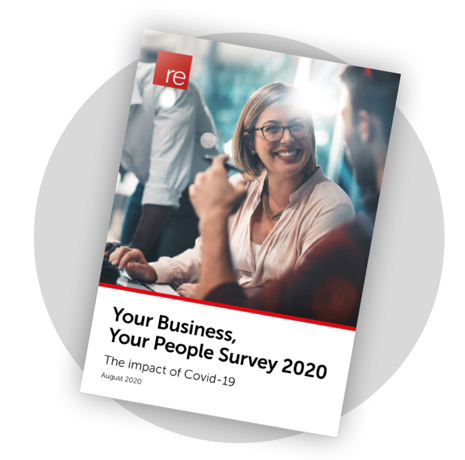 re
Your Business,
Your People Survey 2020
The impact of Covid-19
August 2020